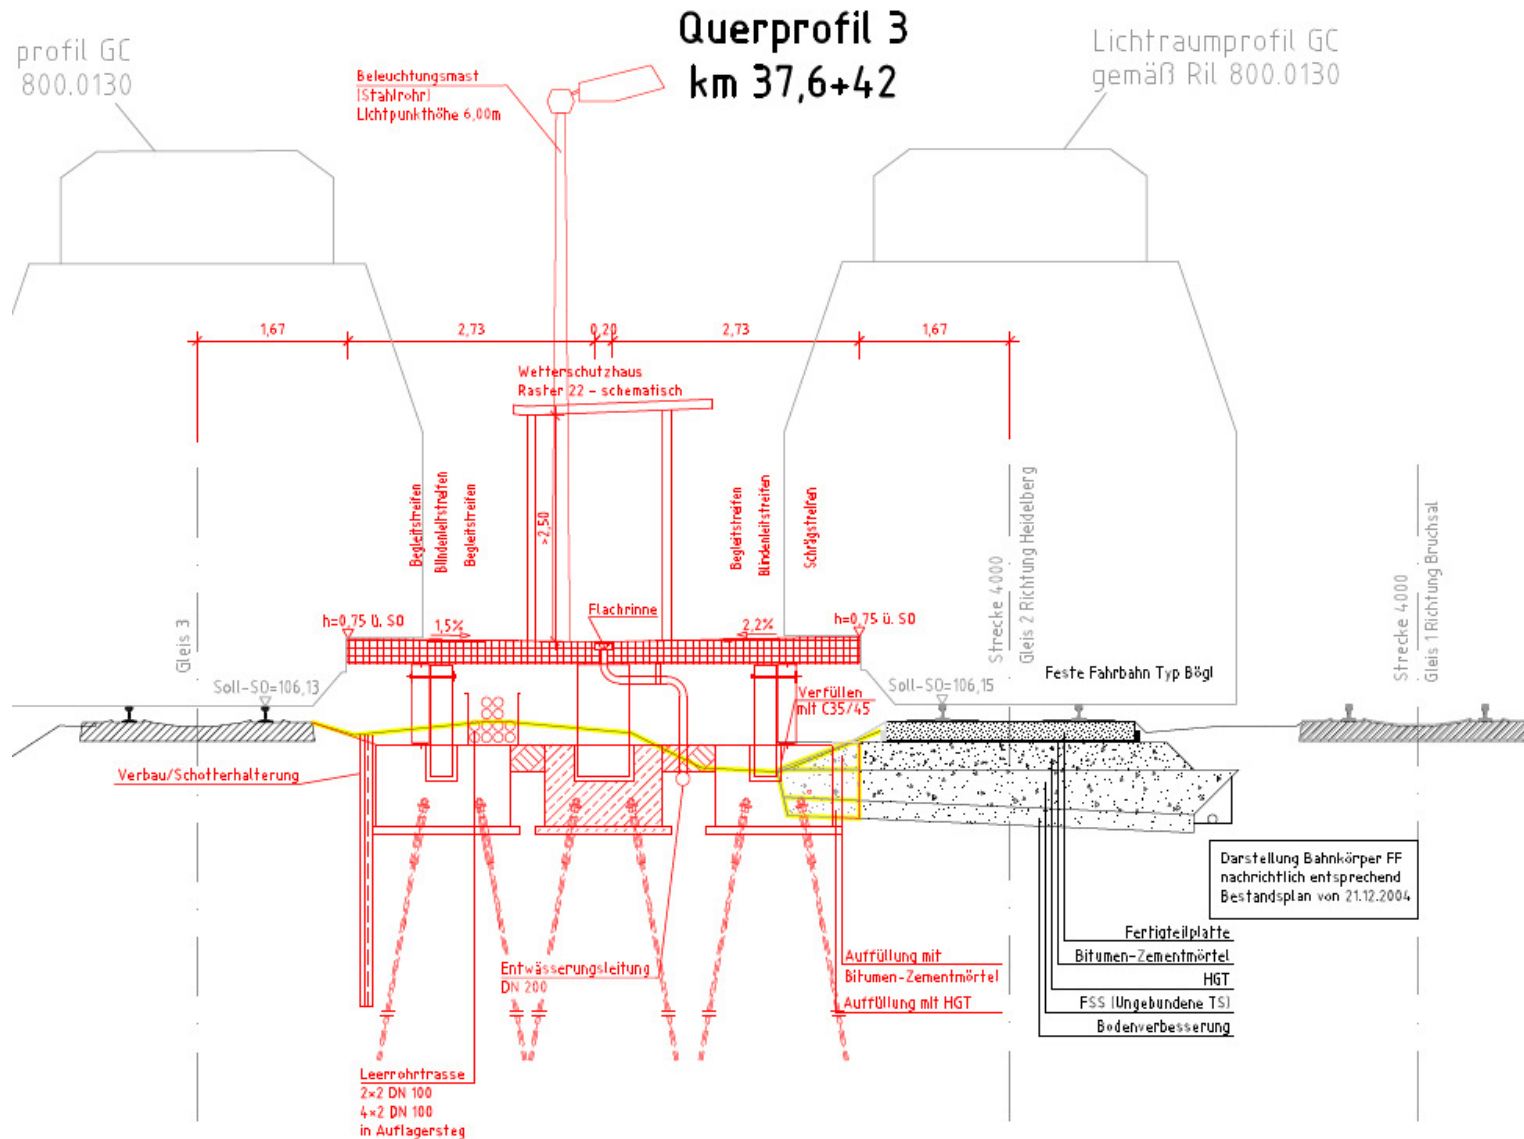 Querprofil 3
km 37,6+42
profil GC
800.0130
Lichtraumprofil GC
gemäß Ril 800.0130
Beleuchtungsmast
(Stahlrohr)
Lichtpunkthöhe 6,00m
1,67
2,73
0,20
2,73
1,67
Wetterschutzhaus
Raster 22 - schematisch
>2,50
Begleitstreifen
Blindenleitstreifen
Begleitstreifen
Begleitstreifen
Blindenleitstreifen
Schrägstreifen
Flachrinne
h=0,75 ü. SO
1,5%
2,2%
h=0,75 ü. SO
Gleis 3
Strecke 4000
Gleis 2 Richtung Heidelberg
Strecke 4000
Gleis 1 Richtung Bruchsal
Soll-SO=106,13
Soll-SO=106,15
Feste Fahrbahn Typ Bögl
Verfüllen
mit C35/45
Verbau/Schotterhalterung
Darstellung Bahnkörper FF
nachrichtlich entsprechend
Bestandsplan von 21.12.2004
Fertigteilplatte
Bitumen-Zementmörtel
HGT
FSS (Ungebundene TS)
Bodenverbesserung
Auffüllung mit
Bitumen-Zementmörtel
Auffüllung mit HGT
Entwässerungsleitung
DN 200
Leerrohrtrasse
2x2 DN 100
4x2 DN 100
in Auflagersteg